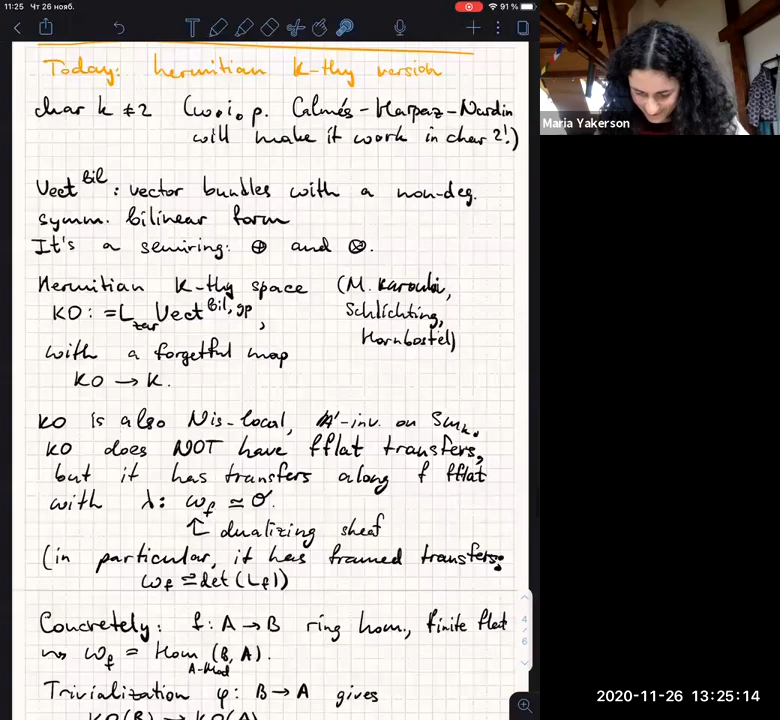 11:25 Чт 26 нояб.
91 %
Today: hermitian K-thy version
char k ≠ 2 (w.i.p. Calmés-Harpaz-Nardin
will make it work in char 2!)
Vect^Bil : vector bundles with a non-deg.
symm. bilinear form
It's a semiring: ⊕ and ⊗.
Hermitian K-thy space (M. Karoubi,
KO := L_zar Vect^Bil, gp, Schlichting,
Hornbostel)
with a forgetful map
KO → K.
KO is also Nis-local, A¹-inv. on Sm_k.
KO does NOT have fflat transfers,
but it has transfers along f fflat
with λ: ω_f ≃ O.
↑ dualizing sheaf
(in particular, it has framed transfers:
ω_f ≃ det(L_f))
Concretely: f: A → B ring hom., finite flat
⇝ ω_f = Hom_A-Mod (B, A).
Trivialization φ: B → A gives
KO(B) → KO(A)
Maria Yakerson
4
6
2020-11-26 13:25:14